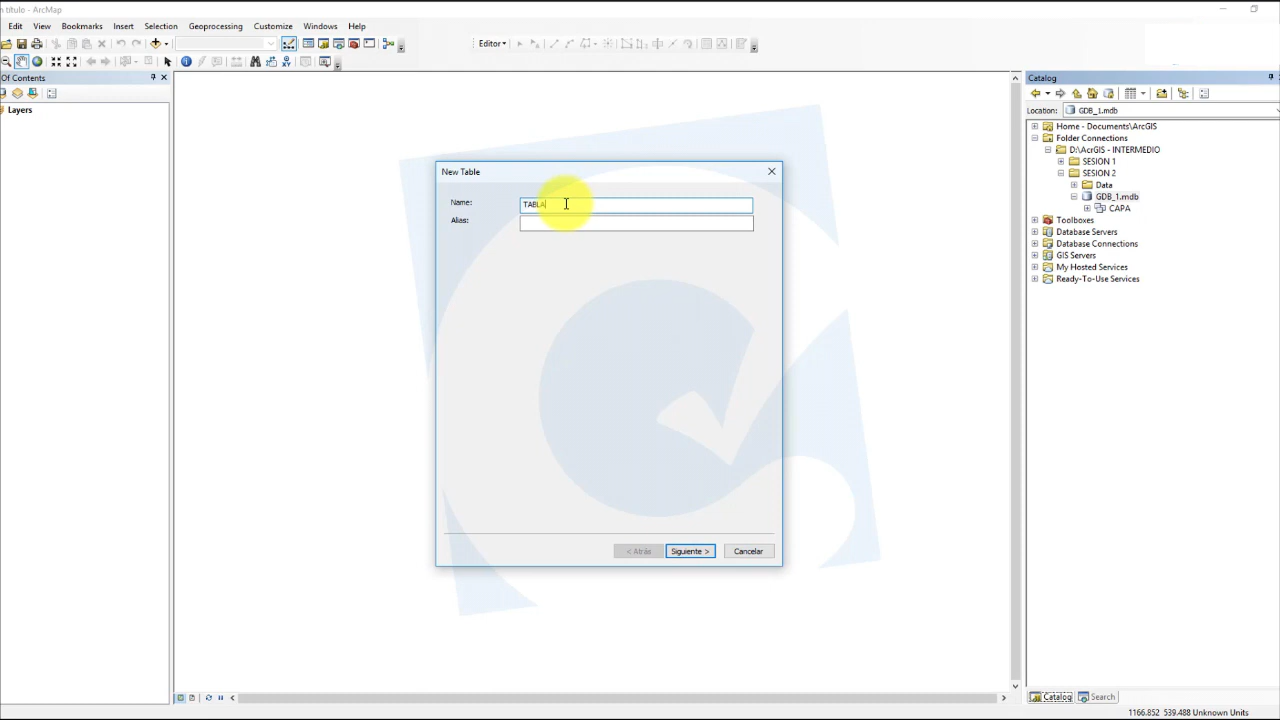 n título - ArcMap
Edit View Bookmarks Insert Selection Geoprocessing Customize Windows Help
Editor
Of Contents
Layers
New Table
Name: TABLA
Alias:
< Atrás Siguiente > Cancelar
Catalog
Location: GDB_1.mdb
Home - Documents\ArcGIS
Folder Connections
D:\AcrGIS - INTERMEDIO
SESION 1
SESION 2
Data
GDB_1.mdb
CAPA
Toolboxes
Database Servers
Database Connections
GIS Servers
My Hosted Services
Ready-To-Use Services
Catalog Search
1166.852 539.488 Unknown Units